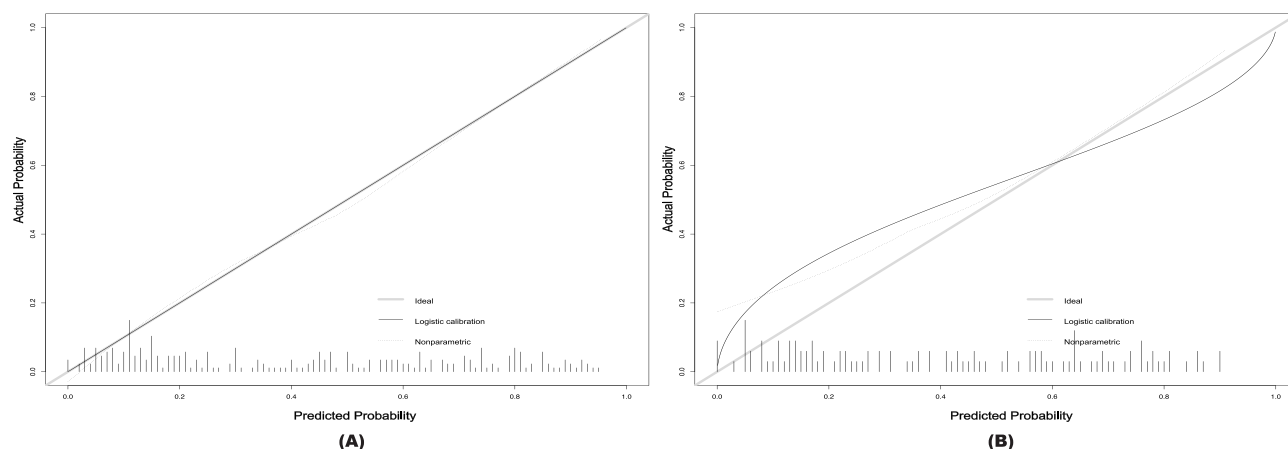 1.0
0.8
0.6
0.4
0.2
0.0
Actual Probability
Ideal
Logistic calibration
Nonparametric
0.0 0.2 0.4 0.6 0.8 1.0
Predicted Probability
(A)
1.0
0.8
0.6
0.4
0.2
0.0
Actual Probability
Ideal
Logistic calibration
Nonparametric
0.0 0.2 0.4 0.6 0.8 1.0
Predicted Probability
(B)